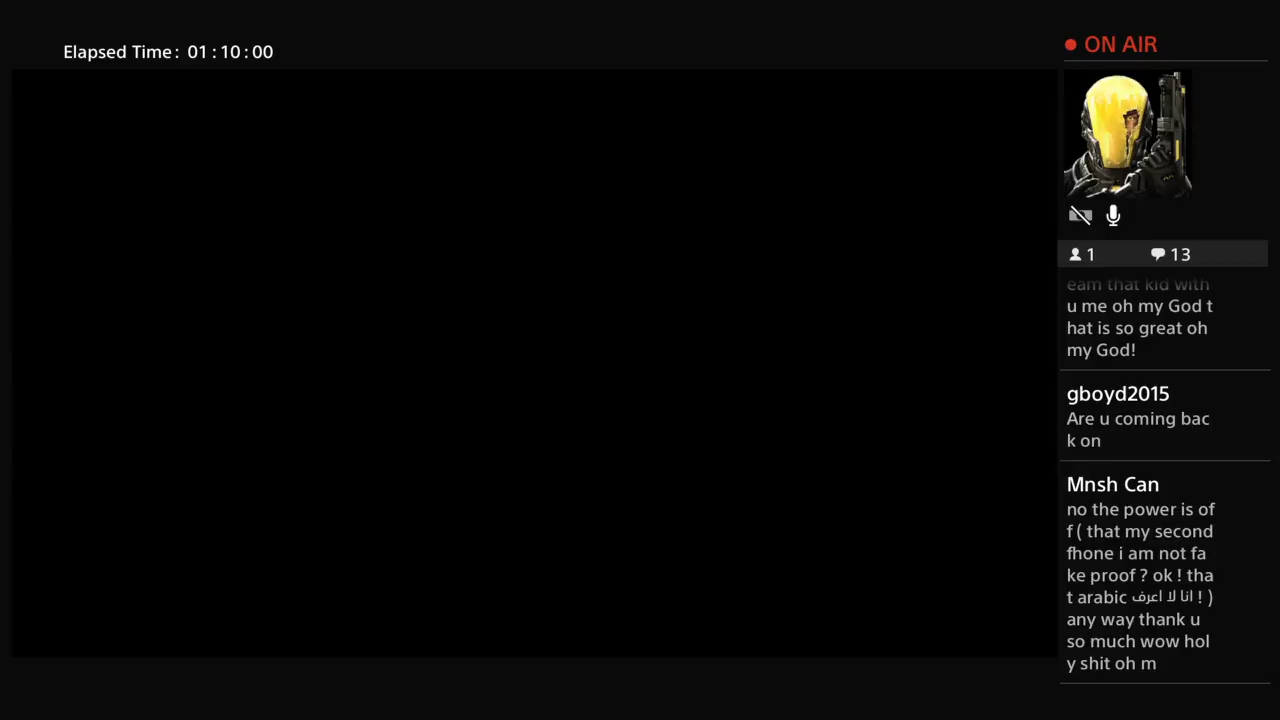 Elapsed Time: 01:10:00
ON AIR
1 13
eam that kid with
u me oh my God t
hat is so great oh
my God!
gboyd2015
Are u coming bac
k on
Mnsh Can
no the power is of
f ( that my second
fhone i am not fa
ke proof ? ok ! tha
t arabic انا لا اعرف ! )
any way thank u
so much wow hol
y shit oh m